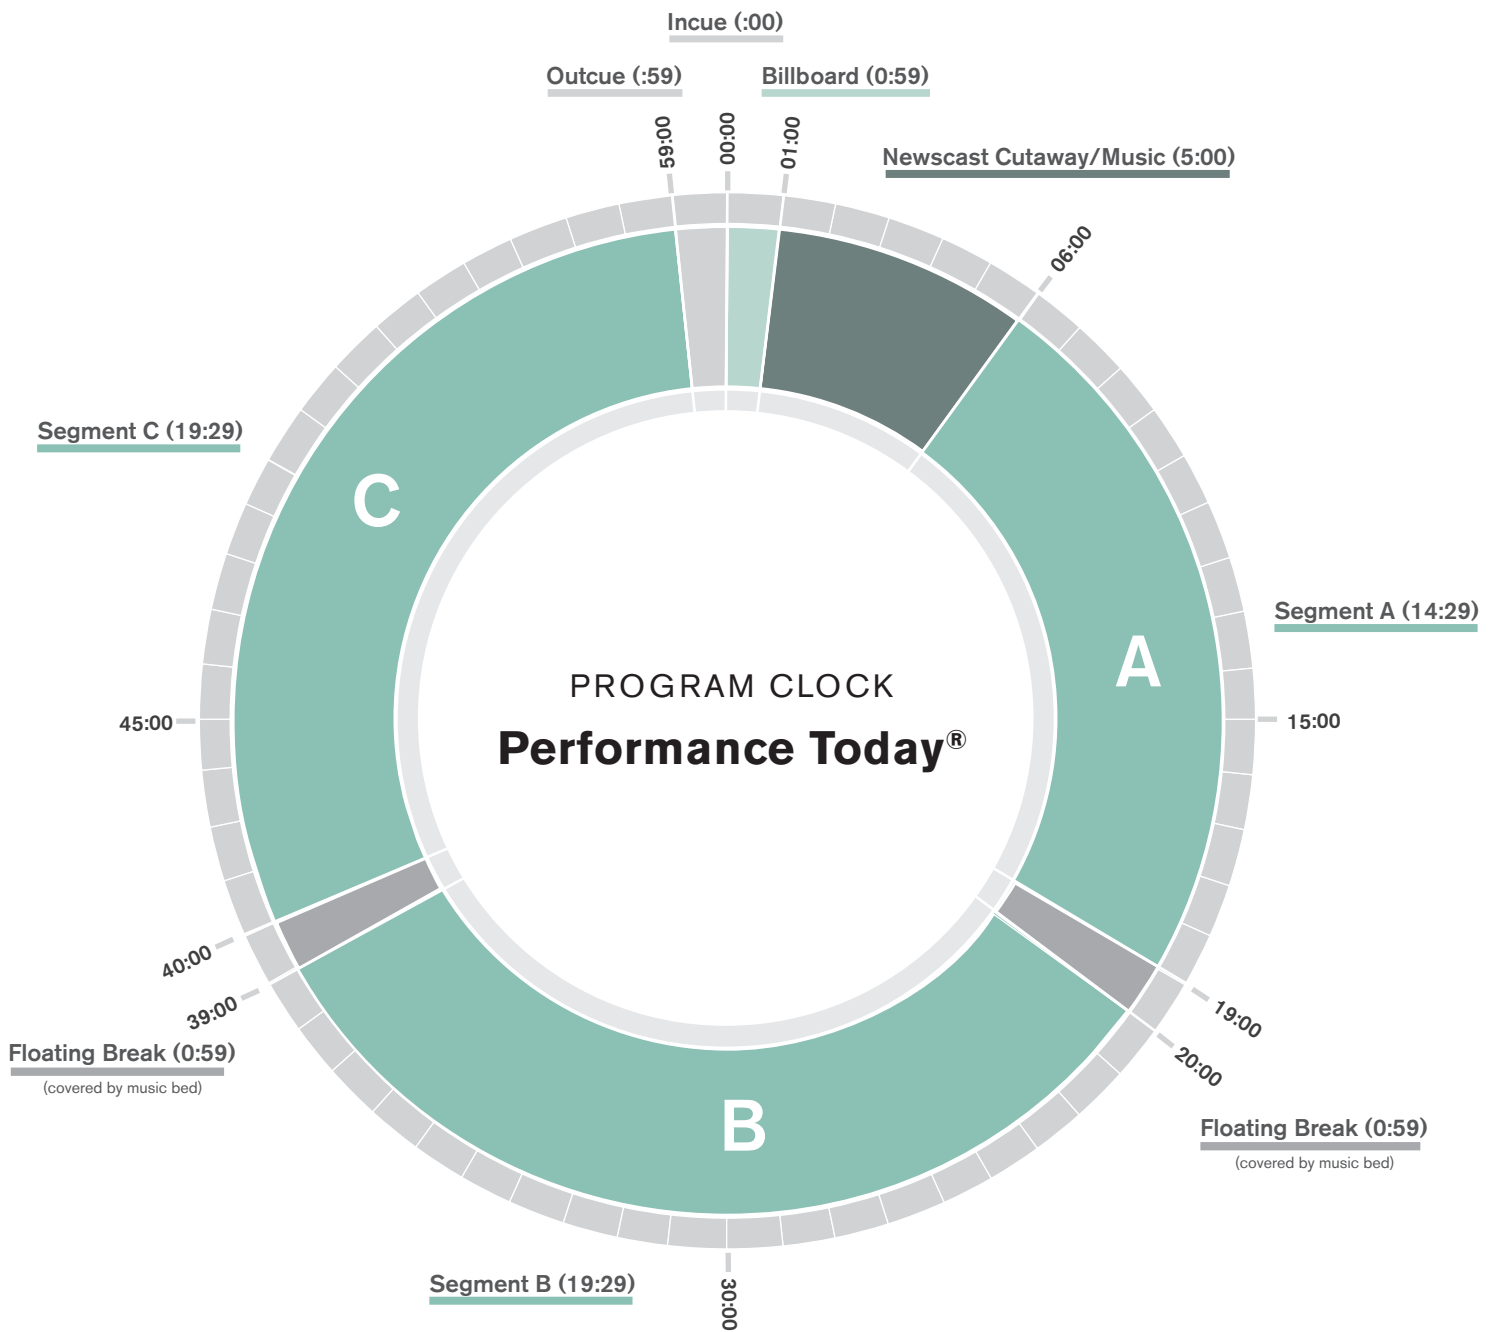 Incue (:00)
Outcue (:59)
Billboard (0:59)
59:00
00:00
01:00
Newscast Cutaway/Music (5:00)
06:00
Segment C (19:29)
C
Segment A (14:29)
A
PROGRAM CLOCK
Performance Today®
45:00
15:00
40:00
39:00
19:00
20:00
Floating Break (0:59)
(covered by music bed)
B
Floating Break (0:59)
(covered by music bed)
Segment B (19:29)
30:00